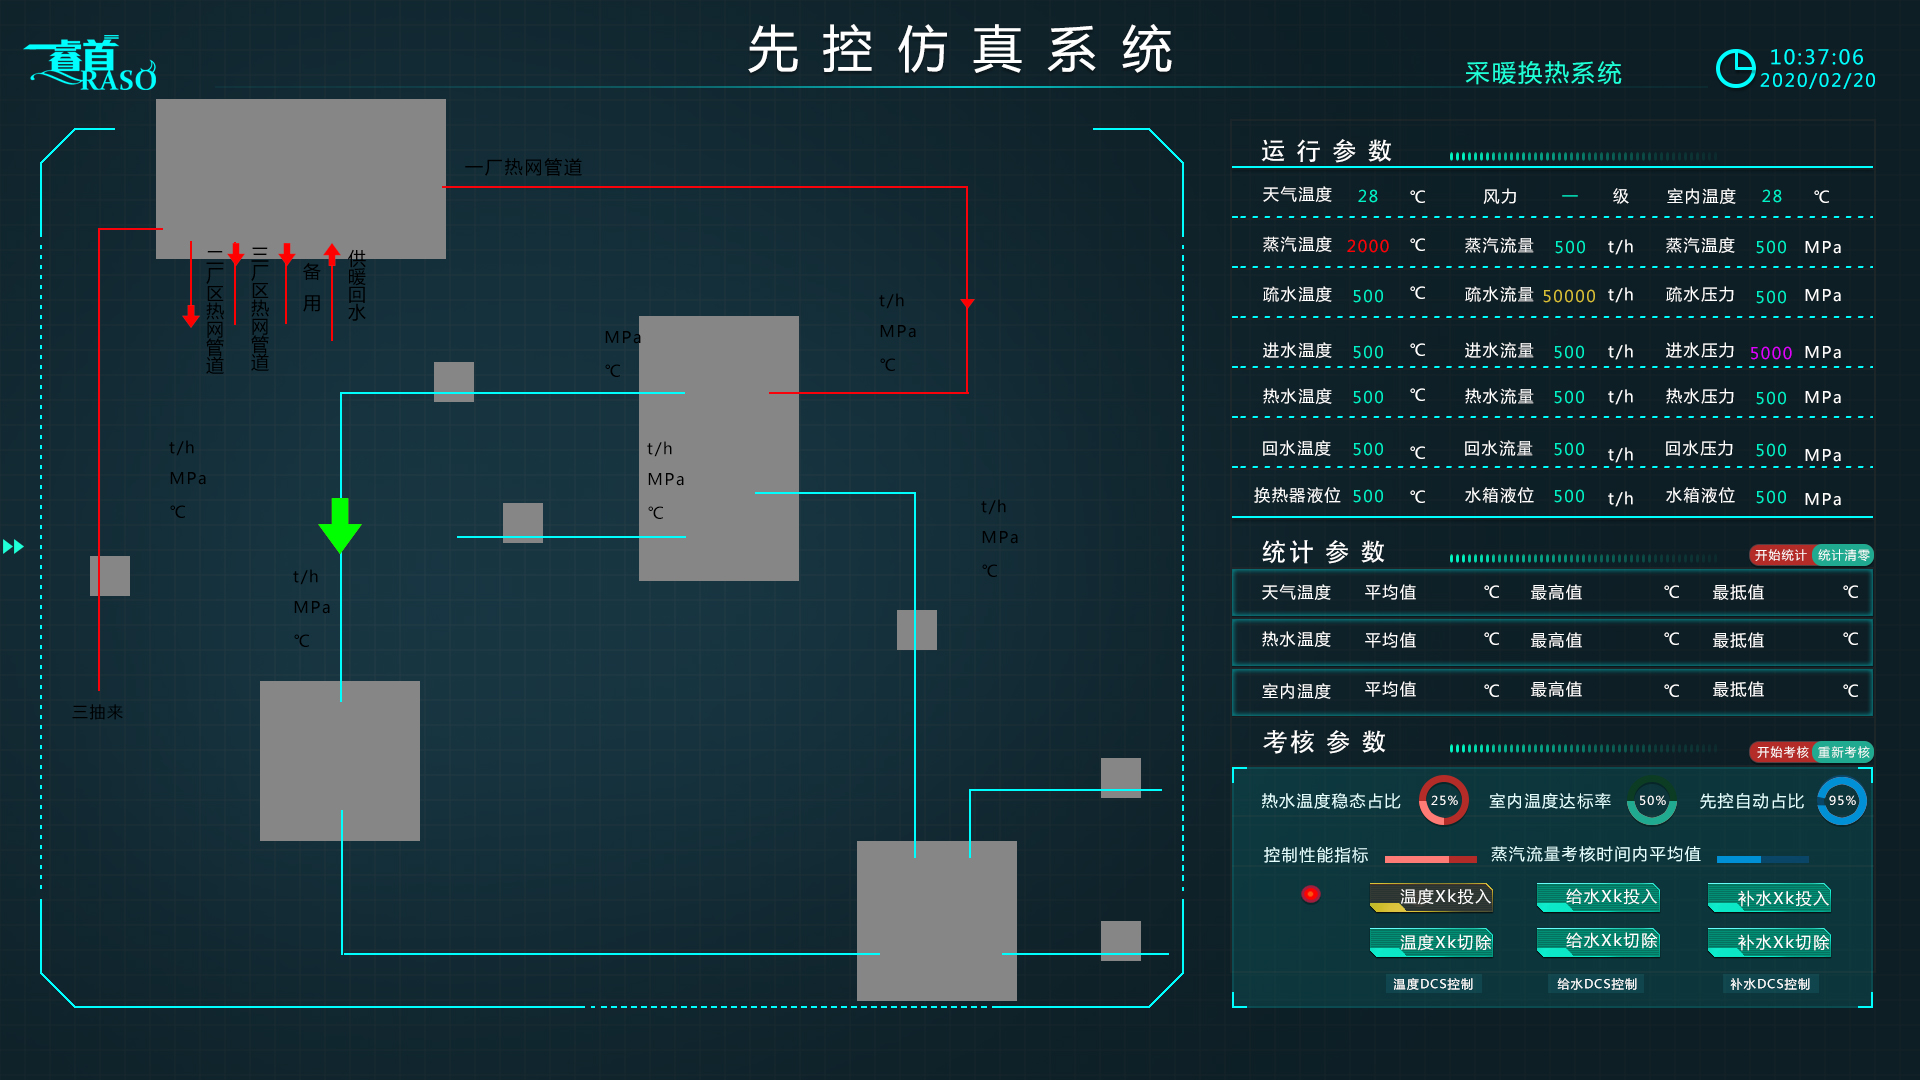 睿首
RASO
先控仿真系统
采暖换热系统
10:37:06
2020/02/20
一厂热网管道
二厂区热网管道
三厂区热网管道
备用
供暖回水
t/h
MPa
℃
MPa
℃
t/h
MPa
℃
t/h
MPa
℃
t/h
MPa
℃
t/h
MPa
℃
三抽来
运行参数
天气温度 28 ℃ 风力 一 级 室内温度 28 ℃
蒸汽温度 2000 ℃ 蒸汽流量 500 t/h 蒸汽温度 500 MPa
疏水温度 500 ℃ 疏水流量 50000 t/h 疏水压力 500 MPa
进水温度 500 ℃ 进水流量 500 t/h 进水压力 5000 MPa
热水温度 500 ℃ 热水流量 500 t/h 热水压力 500 MPa
回水温度 500 ℃ 回水流量 500 t/h 回水压力 500 MPa
换热器液位 500 ℃ 水箱液位 500 t/h 水箱液位 500 MPa
统计参数 开始统计 统计清零
天气温度 平均值 ℃ 最高值 ℃ 最抵值 ℃
热水温度 平均值 ℃ 最高值 ℃ 最抵值 ℃
室内温度 平均值 ℃ 最高值 ℃ 最抵值 ℃
考核参数 开始考核 重新考核
热水温度稳态占比 25% 室内温度达标率 50% 先控自动占比 95%
控制性能指标 蒸汽流量考核时间内平均值
温度Xk投入 给水Xk投入 补水Xk投入
温度Xk切除 给水Xk切除 补水Xk切除
温度DCS控制 给水DCS控制 补水DCS控制